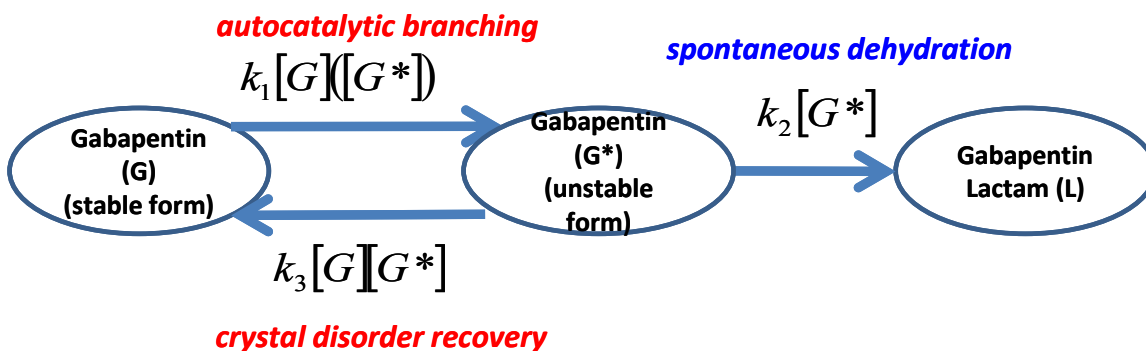 autocatalytic branching
k₁[G]([G*])
spontaneous dehydration
k₂[G*]
Gabapentin
(G)
(stable form)
Gabapentin
(G*)
(unstable
form)
Gabapentin
Lactam (L)
k₃[G][G*]
crystal disorder recovery